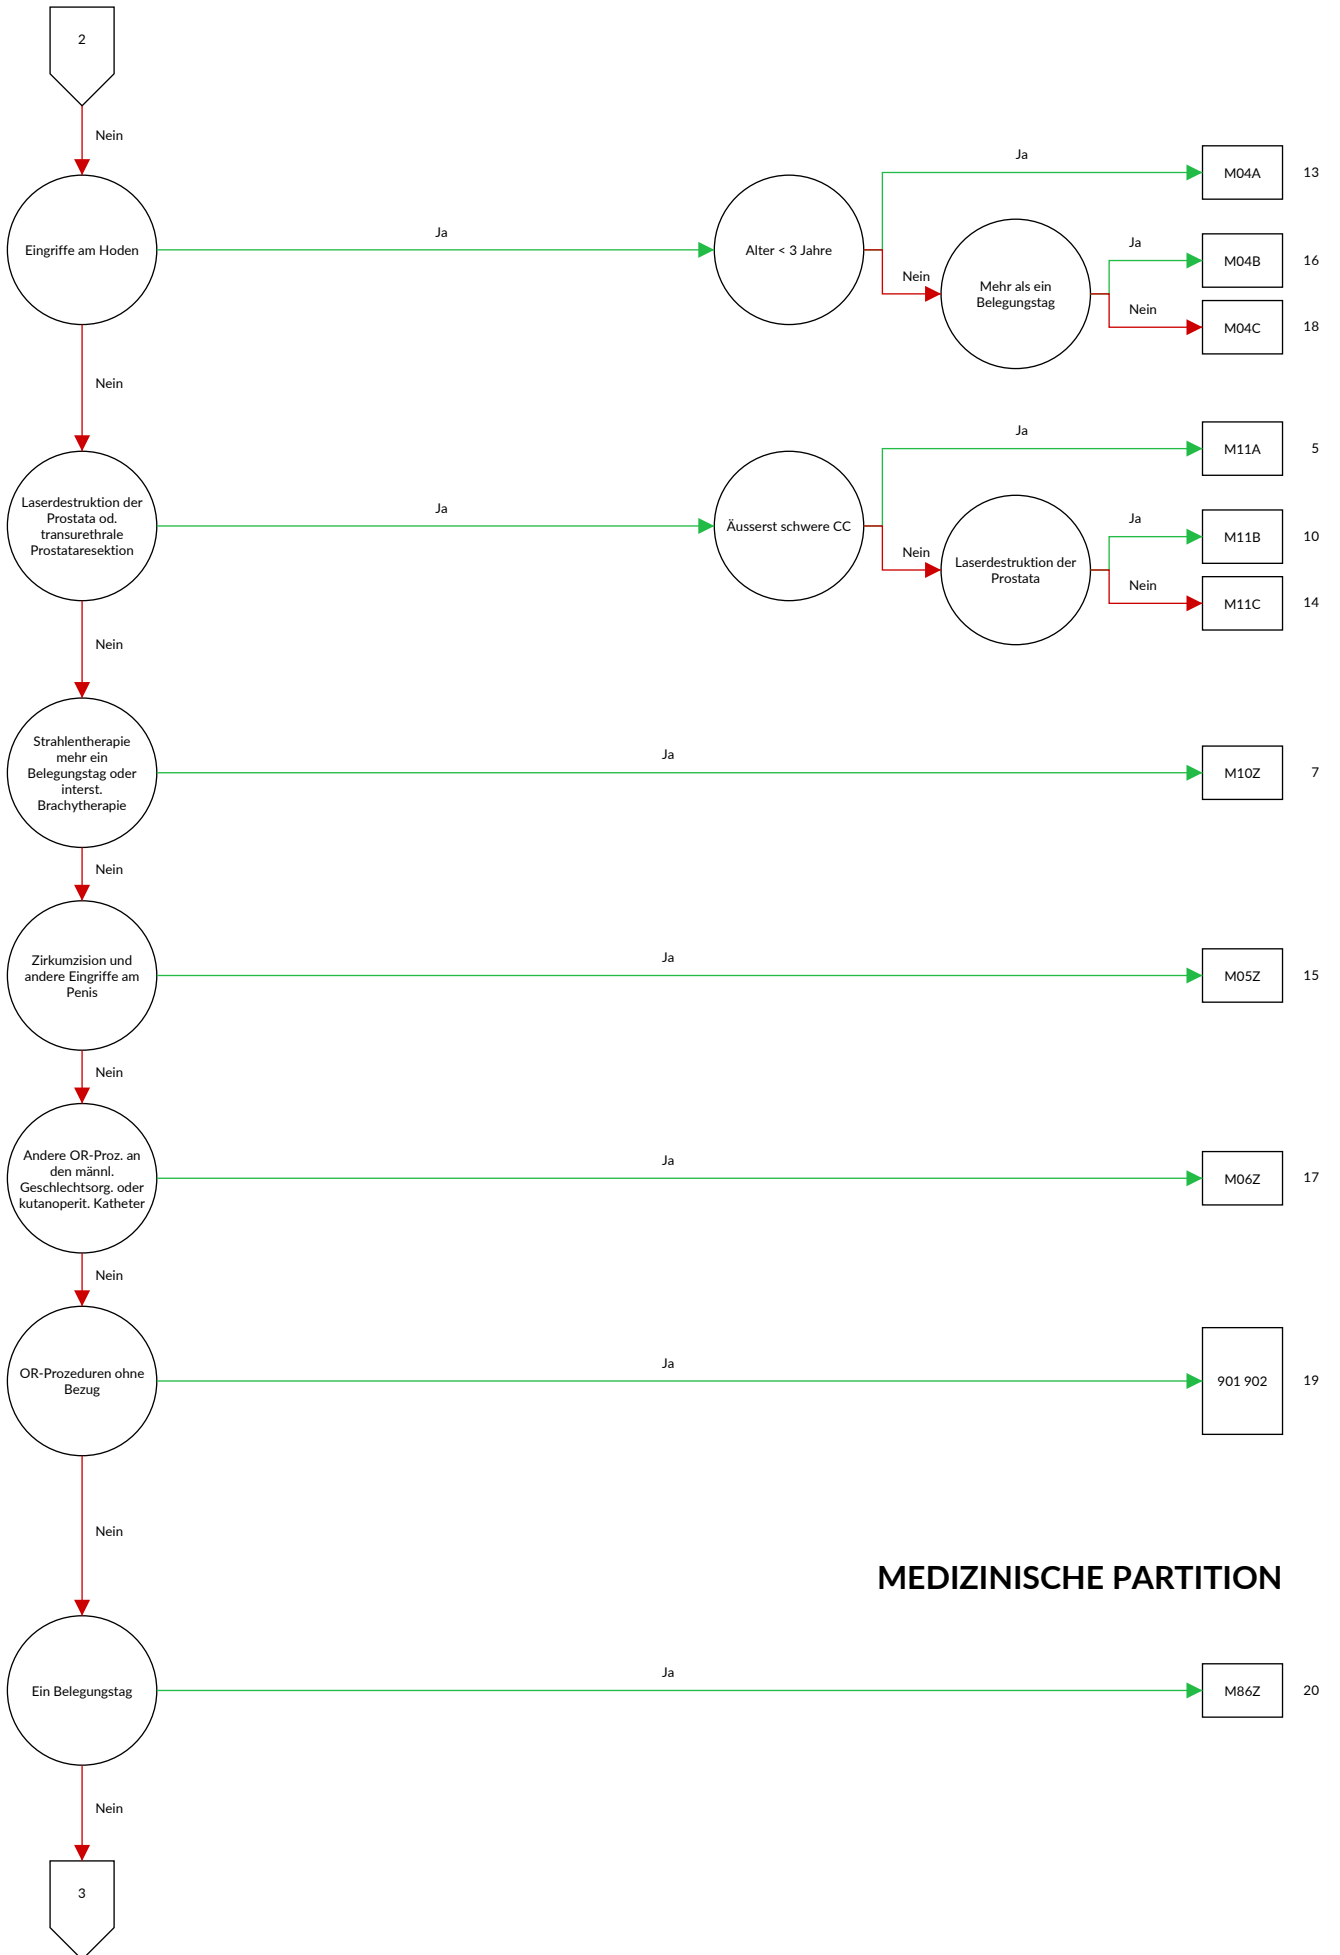 2
Nein
Ja
M04A 13
Eingriffe am Hoden
Ja
Alter < 3 Jahre
Nein
Mehr als ein
Belegungstag
Ja
M04B 16
Nein
M04C 18
Nein
Ja
M11A 5
Laserdestruktion der
Prostata od.
transurethrale
Prostataresektion
Ja
Äusserst schwere CC
Nein
Laserdestruktion der
Prostata
Ja
M11B 10
Nein
M11C 14
Nein
Strahlentherapie
mehr ein
Belegungstag oder
interst.
Brachytherapie
Ja
M10Z 7
Nein
Zirkumzision und
andere Eingriffe am
Penis
Ja
M05Z 15
Nein
Andere OR-Proz. an
den männl.
Geschlechtsorg. oder
kutanoperit. Katheter
Ja
M06Z 17
Nein
OR-Prozeduren ohne
Bezug
Ja
901 902 19
Nein
MEDIZINISCHE PARTITION
Ein Belegungstag
Ja
M86Z 20
Nein
3